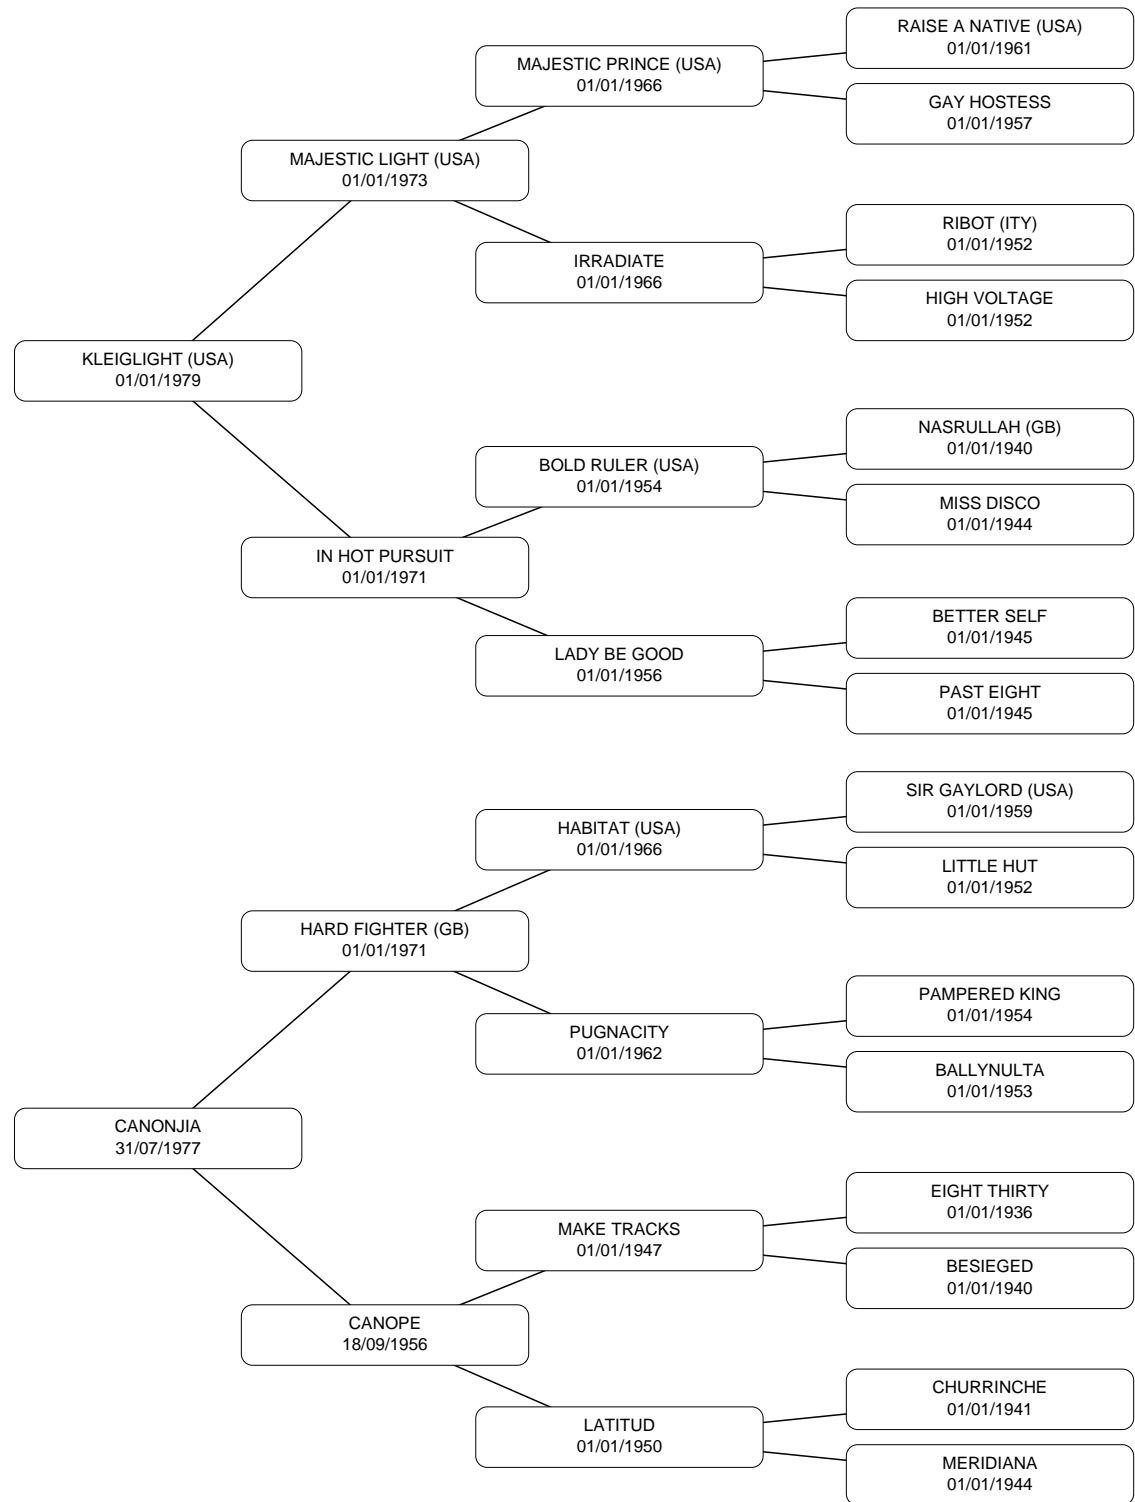 RAISE A NATIVE (USA)
01/01/1961
MAJESTIC PRINCE (USA)
01/01/1966
GAY HOSTESS
01/01/1957
MAJESTIC LIGHT (USA)
01/01/1973
RIBOT (ITY)
01/01/1952
IRRADIATE
01/01/1966
HIGH VOLTAGE
01/01/1952
KLEIGLIGHT (USA)
01/01/1979
NASRULLAH (GB)
01/01/1940
BOLD RULER (USA)
01/01/1954
MISS DISCO
01/01/1944
IN HOT PURSUIT
01/01/1971
BETTER SELF
01/01/1945
LADY BE GOOD
01/01/1956
PAST EIGHT
01/01/1945
SIR GAYLORD (USA)
01/01/1959
HABITAT (USA)
01/01/1966
LITTLE HUT
01/01/1952
HARD FIGHTER (GB)
01/01/1971
PAMPERED KING
01/01/1954
PUGNACITY
01/01/1962
BALLYNULTA
01/01/1953
CANONJIA
31/07/1977
EIGHT THIRTY
01/01/1936
MAKE TRACKS
01/01/1947
BESIEGED
01/01/1940
CANOPE
18/09/1956
CHURRINCHE
01/01/1941
LATITUD
01/01/1950
MERIDIANA
01/01/1944